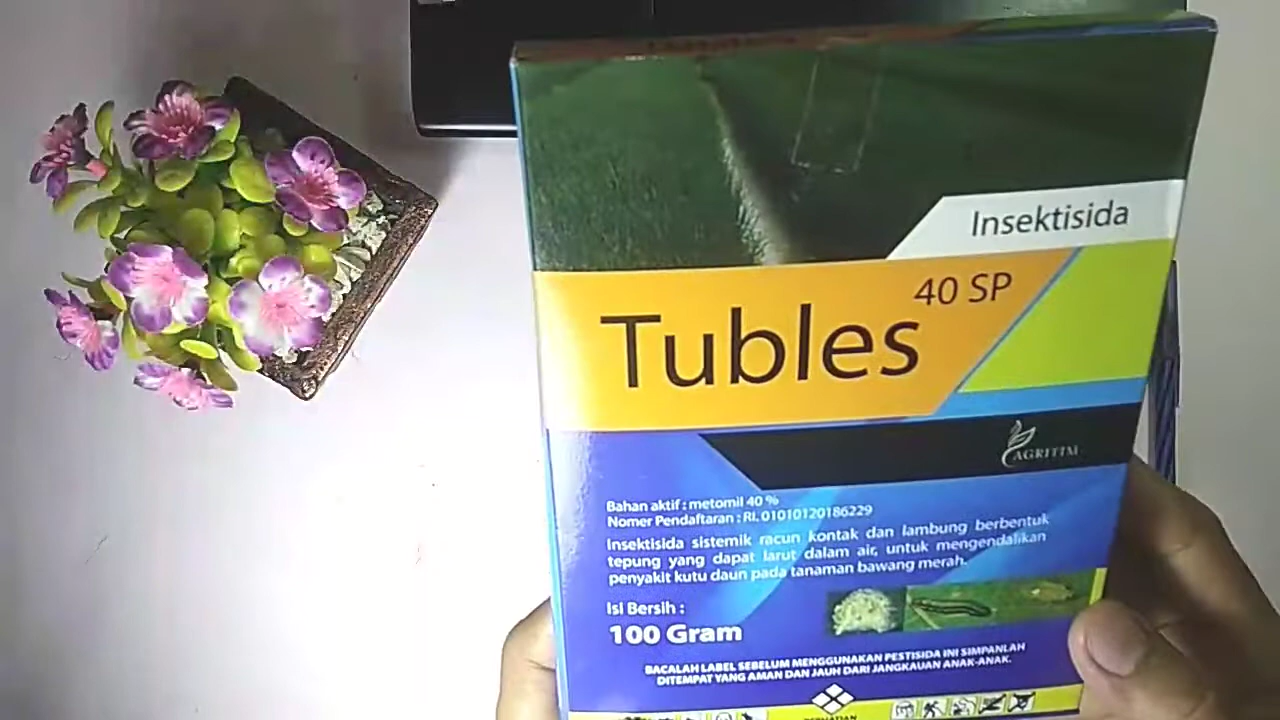 Insektisida
Tubles 40 SP
AGRITIM
Bahan aktif : metomil 40 %
Nomer Pendaftaran : RI. 01010120186229
Insektisida sistemik racun kontak dan lambung berbentuk
tepung yang dapat larut dalam air, untuk mengendalikan
penyakit kutu daun pada tanaman bawang merah.
Isi Bersih :
100 Gram
BACALAH LABEL SEBELUM MENGGUNAKAN PESTISIDA INI SIMPANLAH
DITEMPAT YANG AMAN DAN JAUH DARI JANGKAUAN ANAK-ANAK.